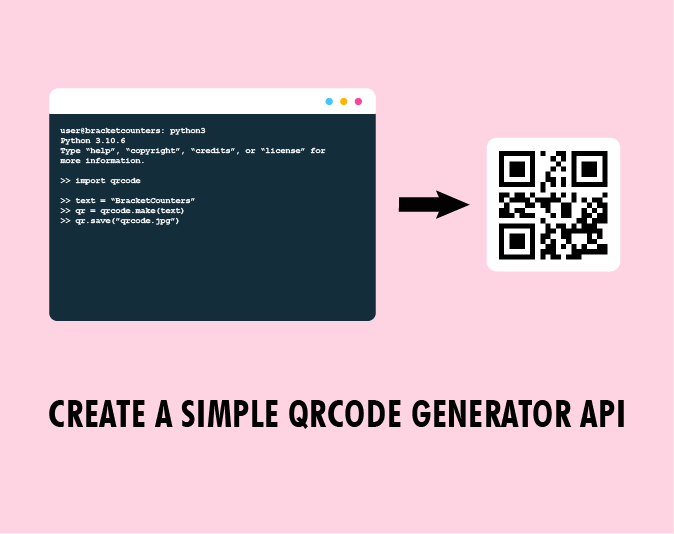 user@bracketcounters: python3
Python 3.10.6
Type “help”, “copyright”, “credits”, or “license” for
more information.
>> import qrcode
>> text = “BracketCounters”
>> qr = qrcode.make(text)
>> qr.save(“qrcode.jpg”)
CREATE A SIMPLE QRCODE GENERATOR API